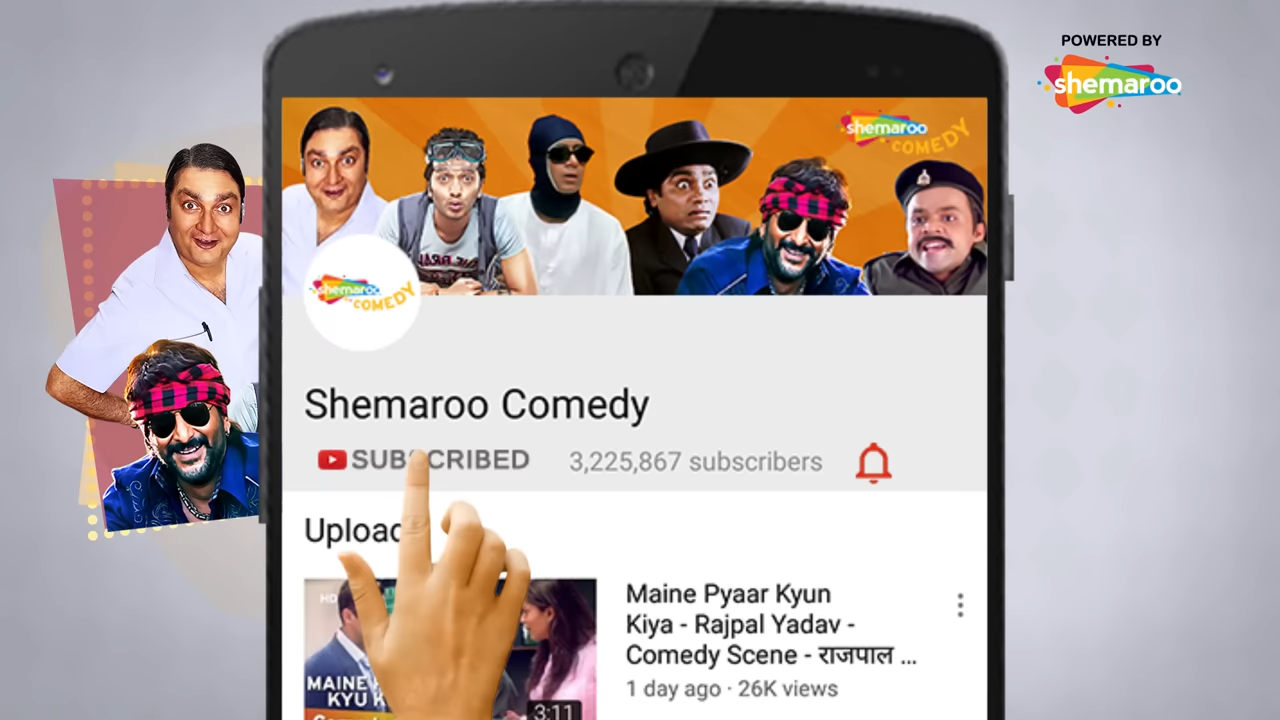 POWERED BY
shemaroo
shemaroo
COMEDY
shemaroo
COMEDY
Shemaroo Comedy
SUBSCRIBED 3,225,867 subscribers
Upload
HD
Maine Pyaar Kyun
Kiya - Rajpal Yadav -
Comedy Scene - राजपाल ...
1 day ago · 26K views
MAINE
KYU
3:11